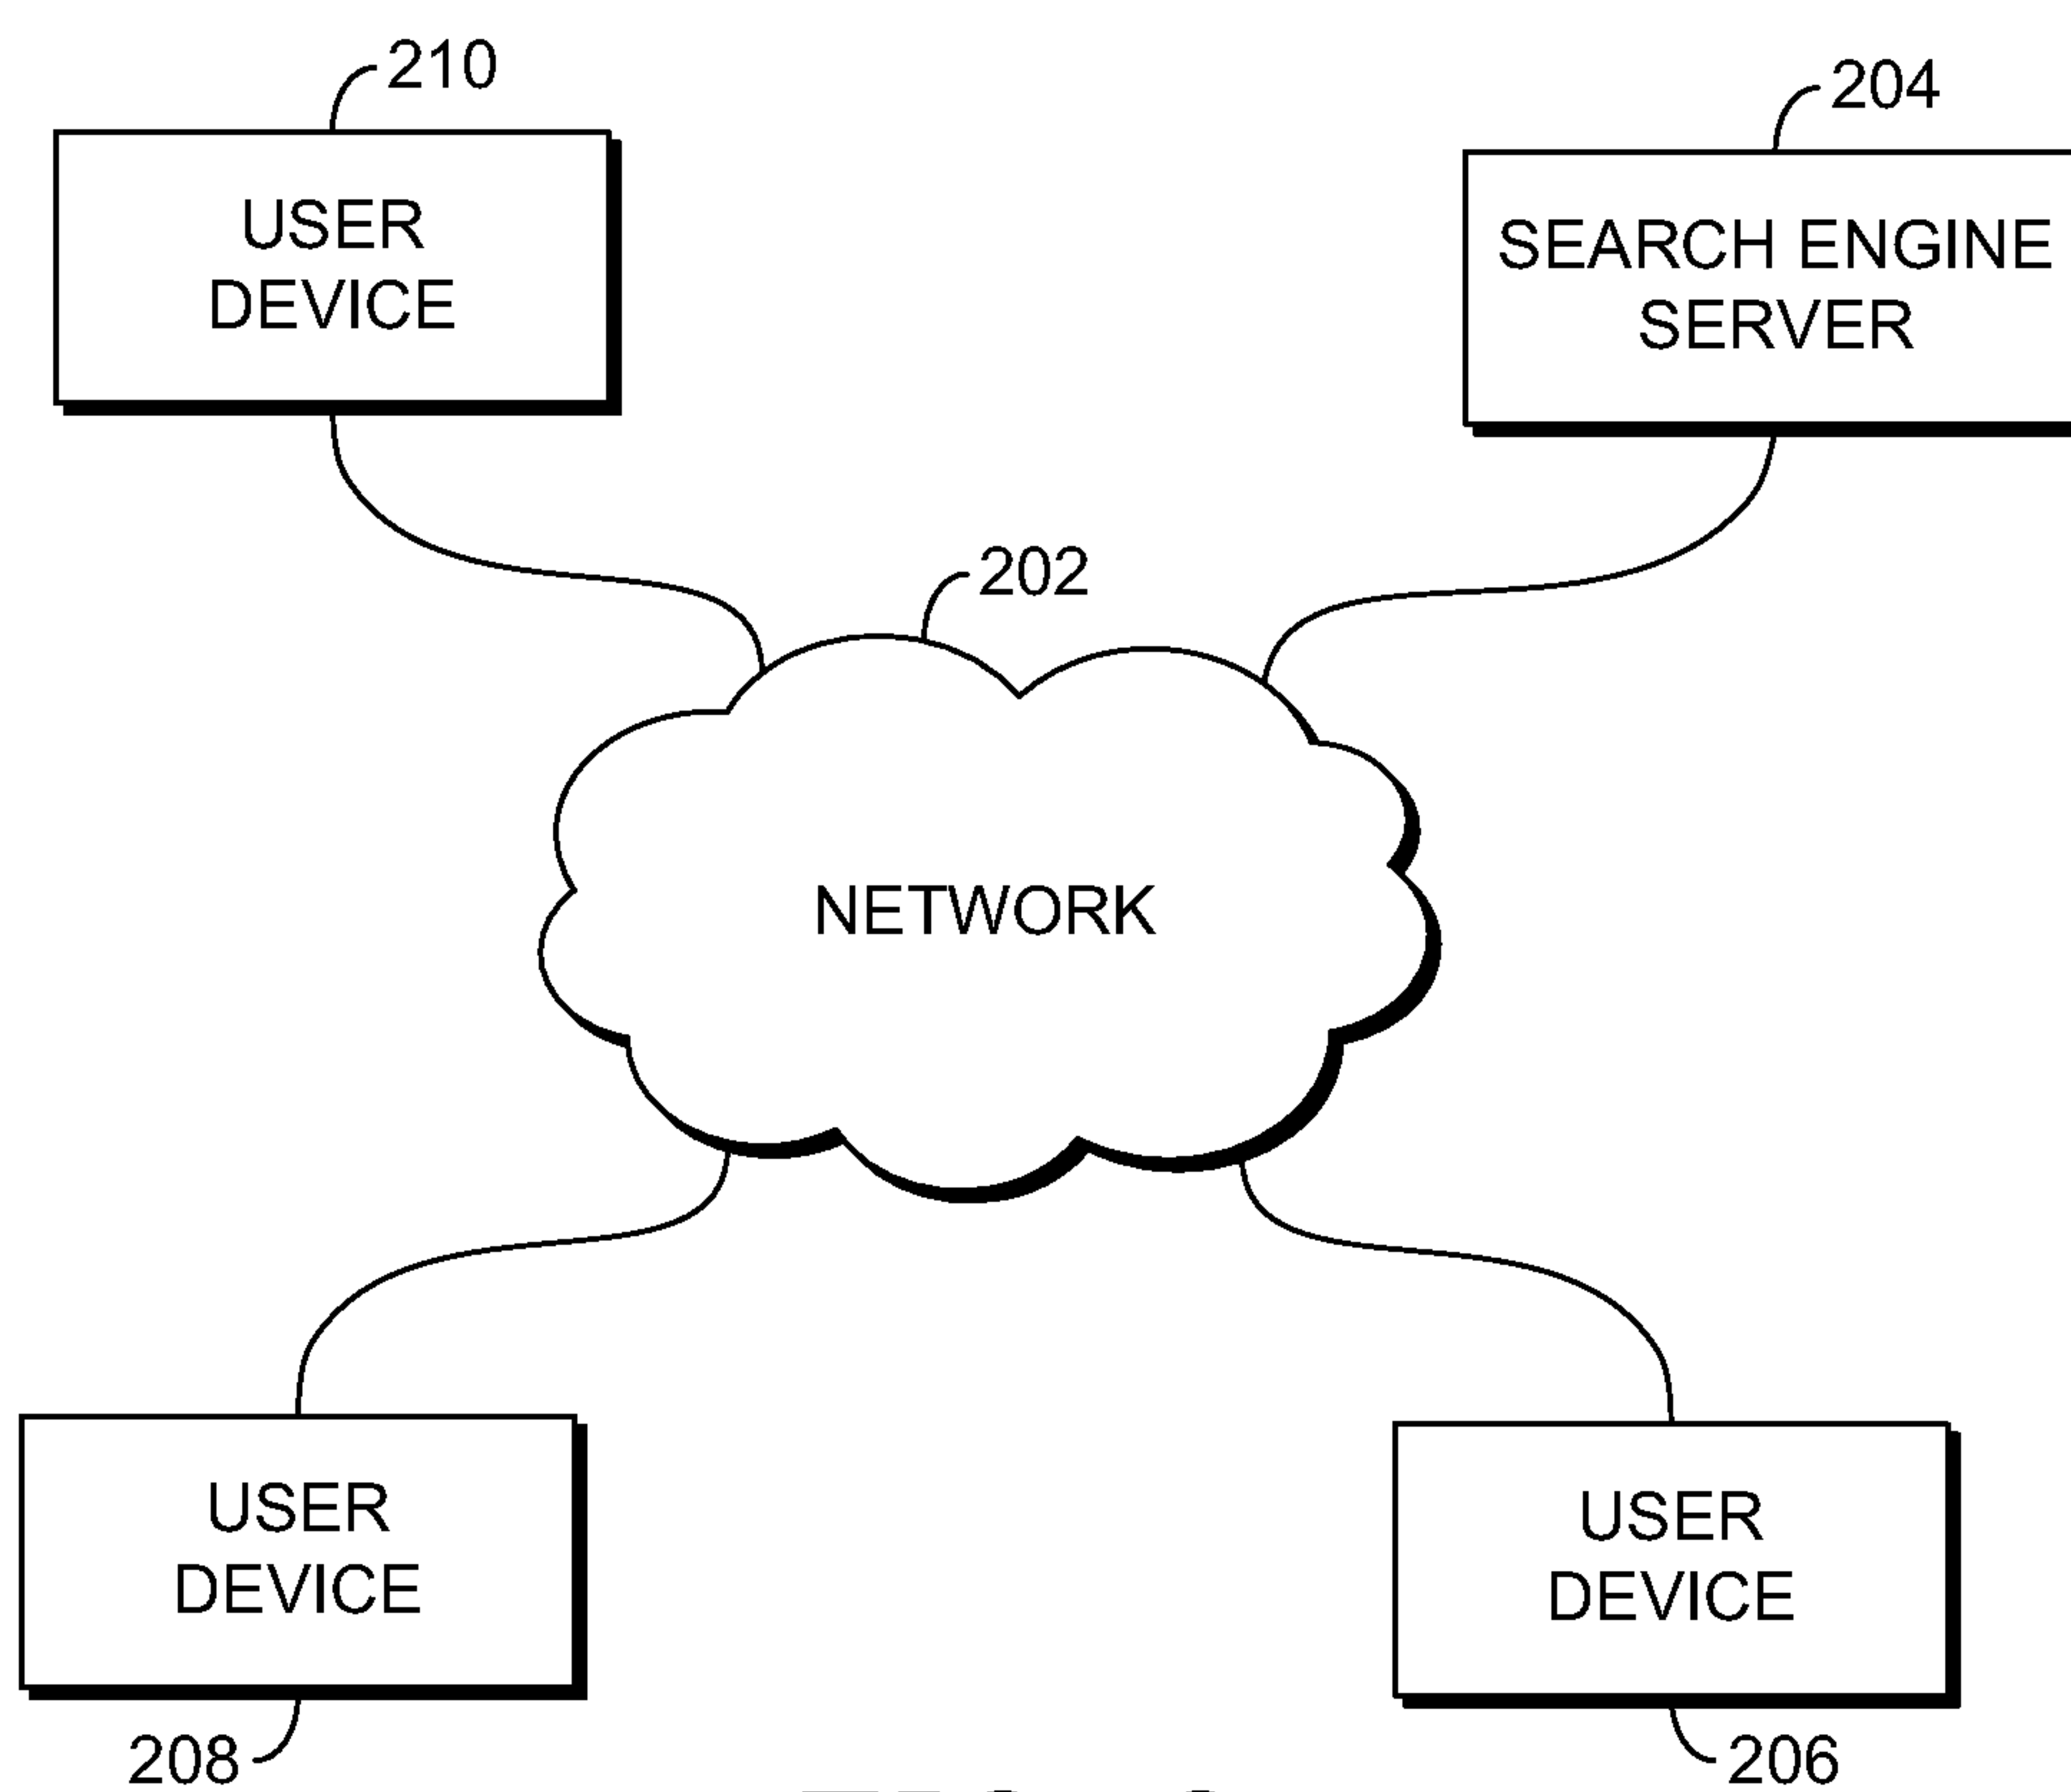 210
204
USER
DEVICE
SEARCH ENGINE
SERVER
202
NETWORK
USER
DEVICE
USER
DEVICE
208
206